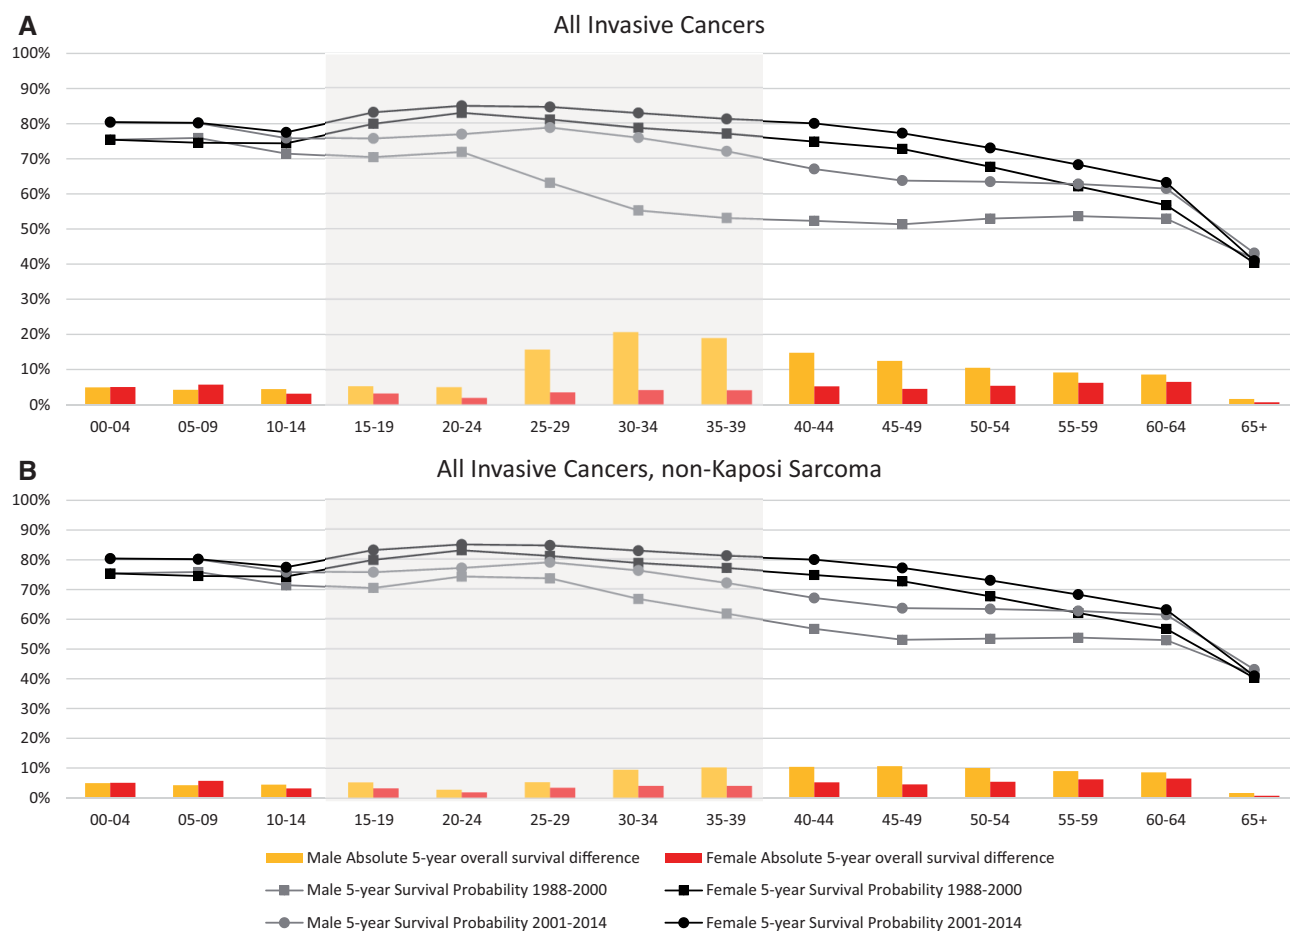 A
All Invasive Cancers
100%
90%
80%
70%
60%
50%
40%
30%
20%
10%
0%
00-04 05-09 10-14 15-19 20-24 25-29 30-34 35-39 40-44 45-49 50-54 55-59 60-64 65+
B
All Invasive Cancers, non-Kaposi Sarcoma
100%
90%
80%
70%
60%
50%
40%
30%
20%
10%
0%
00-04 05-09 10-14 15-19 20-24 25-29 30-34 35-39 40-44 45-49 50-54 55-59 60-64 65+
Male Absolute 5-year overall survival difference Female Absolute 5-year overall survival difference
Male 5-year Survival Probability 1988-2000 Female 5-year Survival Probability 1988-2000
Male 5-year Survival Probability 2001-2014 Female 5-year Survival Probability 2001-2014